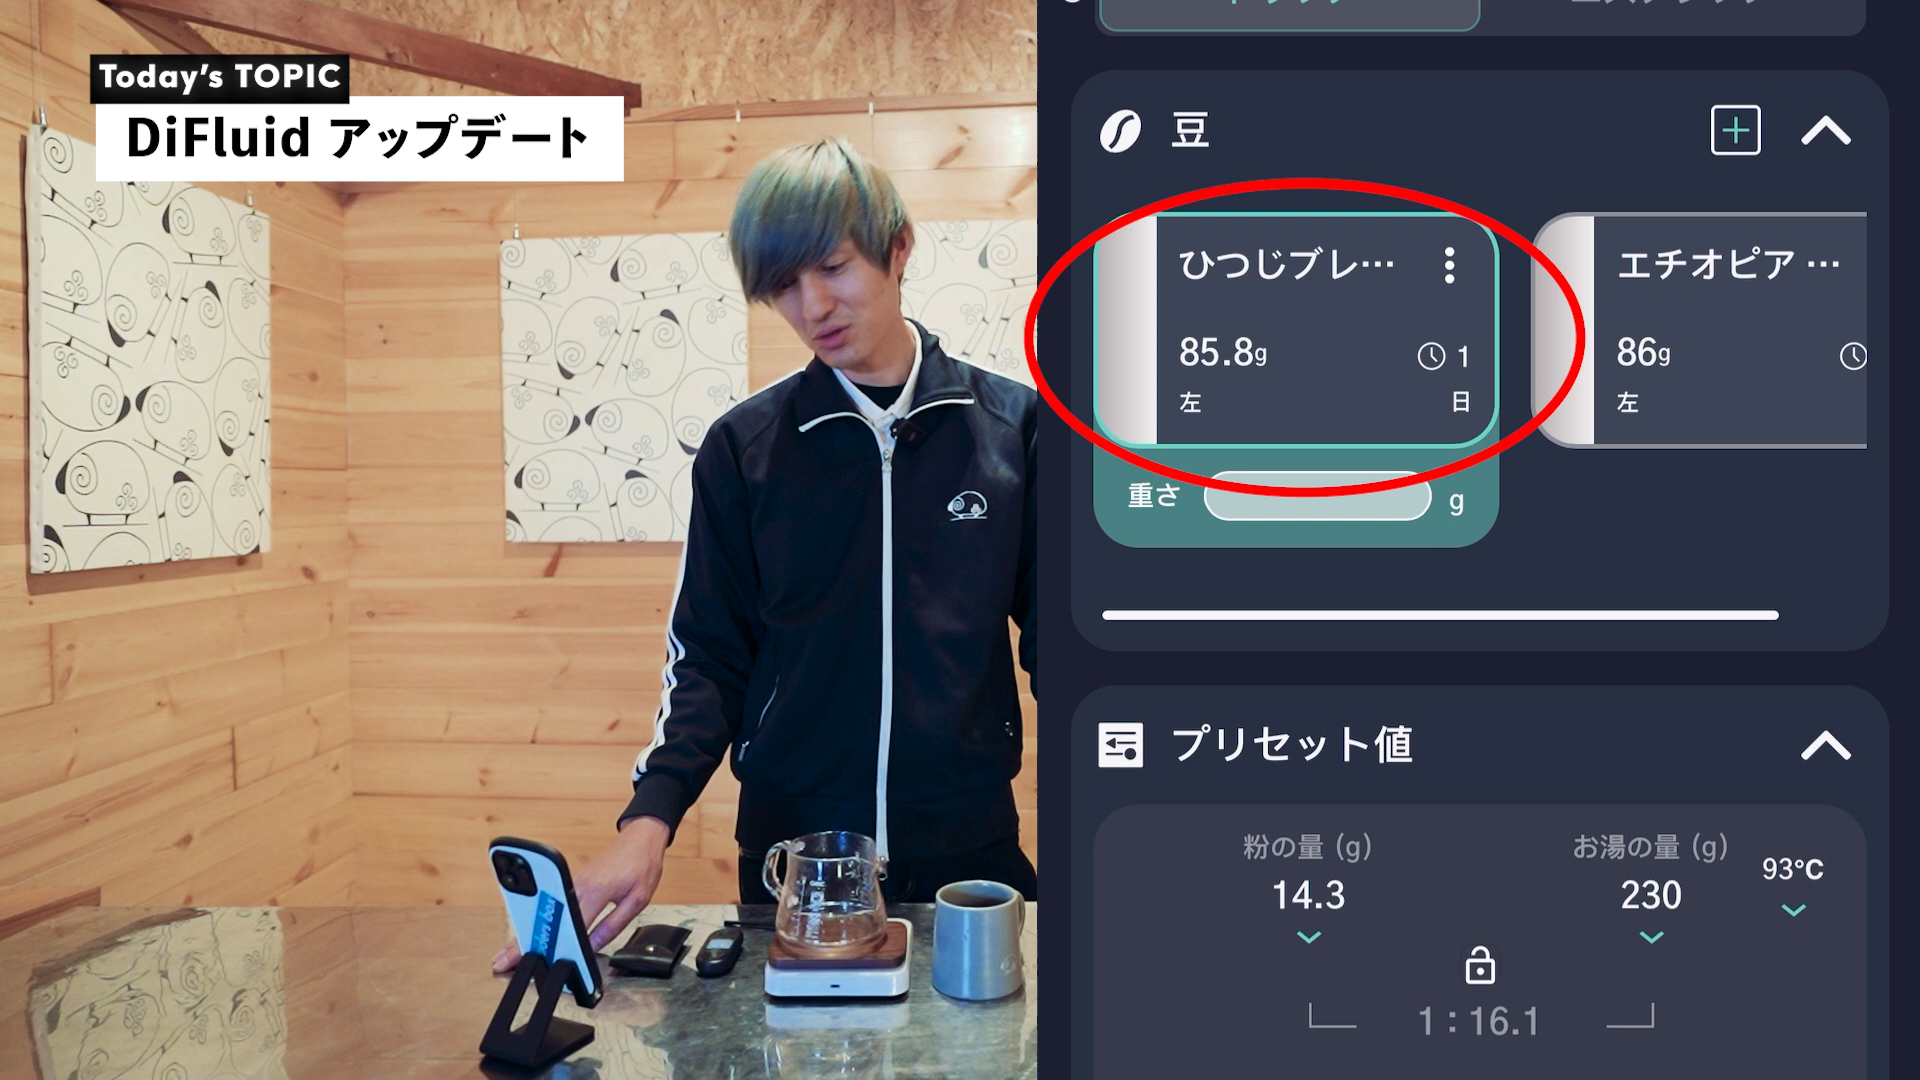 Today's TOPIC
DiFluid アップデート
豆
ひつじブレ…
85.8g
1
左
日
エチオピア …
86g
左
重さ
g
プリセット値
粉の量 (g)
14.3
お湯の量 (g)
230
93°C
1 : 16.1